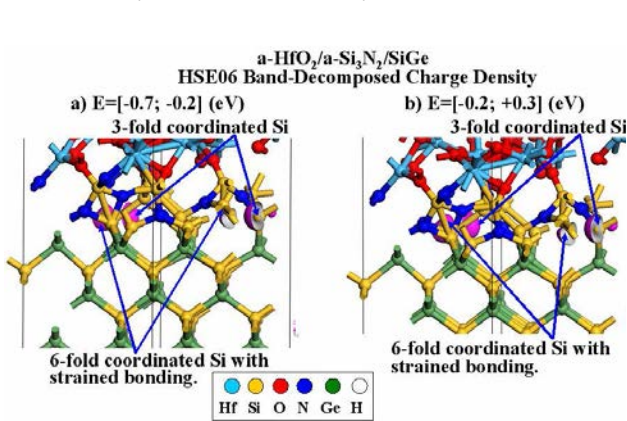 a-HfO2/a-Si3N2/SiGe
HSE06 Band-Decomposed Charge Density
a) E=[-0.7; -0.2] (eV)
b) E=[-0.2; +0.3] (eV)
3-fold coordinated Si
3-fold coordinated Si
6-fold coordinated Si with
strained bonding.
6-fold coordinated Si with
strained bonding.
Hf Si O N Ge H